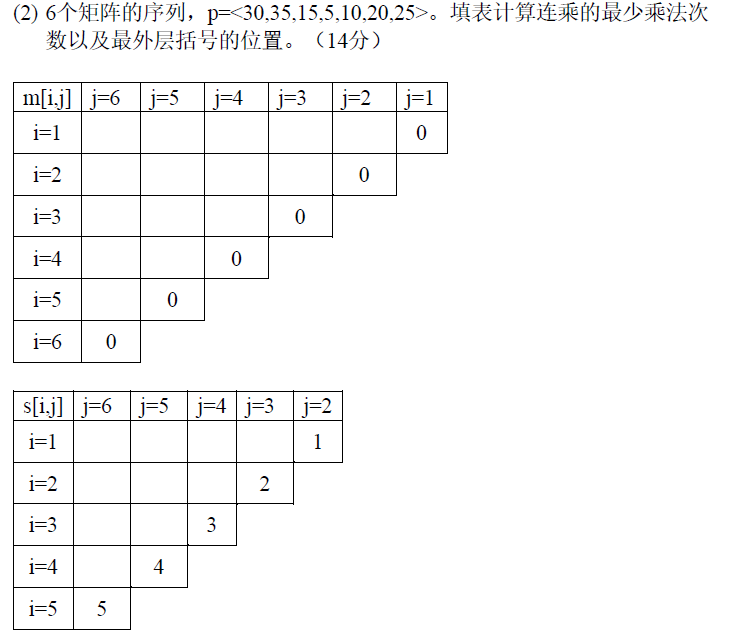 (2) 6个矩阵的序列，p=<30,35,15,5,10,20,25>。填表计算连乘的最少乘法次
数以及最外层括号的位置。（14分）
m[i,j] j=6 j=5 j=4 j=3 j=2 j=1
i=1 0
i=2 0
i=3 0
i=4 0
i=5 0
i=6 0
s[i,j] j=6 j=5 j=4 j=3 j=2
i=1 1
i=2 2
i=3 3
i=4 4
i=5 5